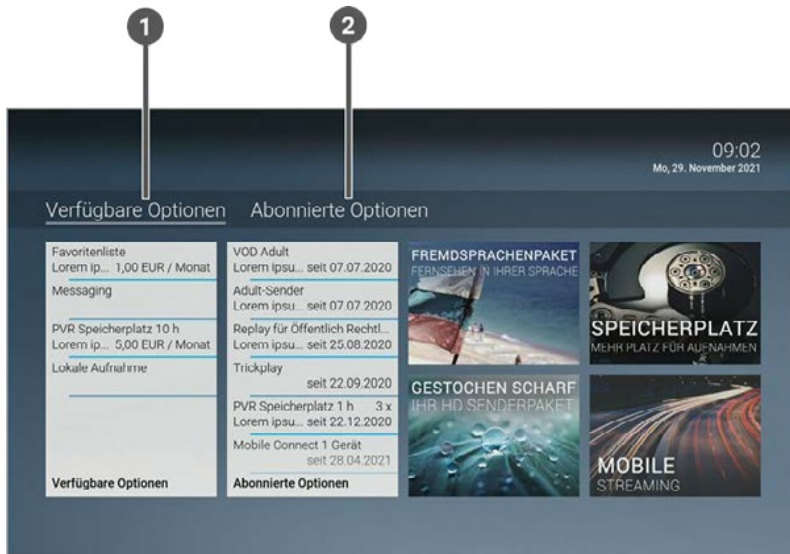 1
2
09:02
Mo, 29. November 2021
Verfügbare Optionen
Abonnierte Optionen
Favoritenliste
Lorem ip... 1,00 EUR / Monat
Messaging
PVR Speicherplatz 10 h
Lorem ip... 5,00 EUR / Monat
Lokale Aufnahme
Verfügbare Optionen
VOD Adult
Lorem ipsu... seit 07.07.2020
Adult-Sender
Lorem ipsu... seit 07.07.2020
Replay für Öffentlich Rechtl...
Lorem ipsu... seit 25.08.2020
Trickplay
seit 22.09.2020
PVR Speicherplatz 1 h 3 x
Lorem ipsu... seit 22.12.2020
Mobile Connect 1 Gerät
seit 28.04.2021
Abonnierte Optionen
FREMDSPRACHENPAKET
FERNSEHEN IN IHRER SPRACHE
SPEICHERPLATZ
MEHR PLATZ FÜR AUFNAHMEN
GESTOCHEN SCHARF
IHR HD SENDERPAKET
MOBILE
STREAMING